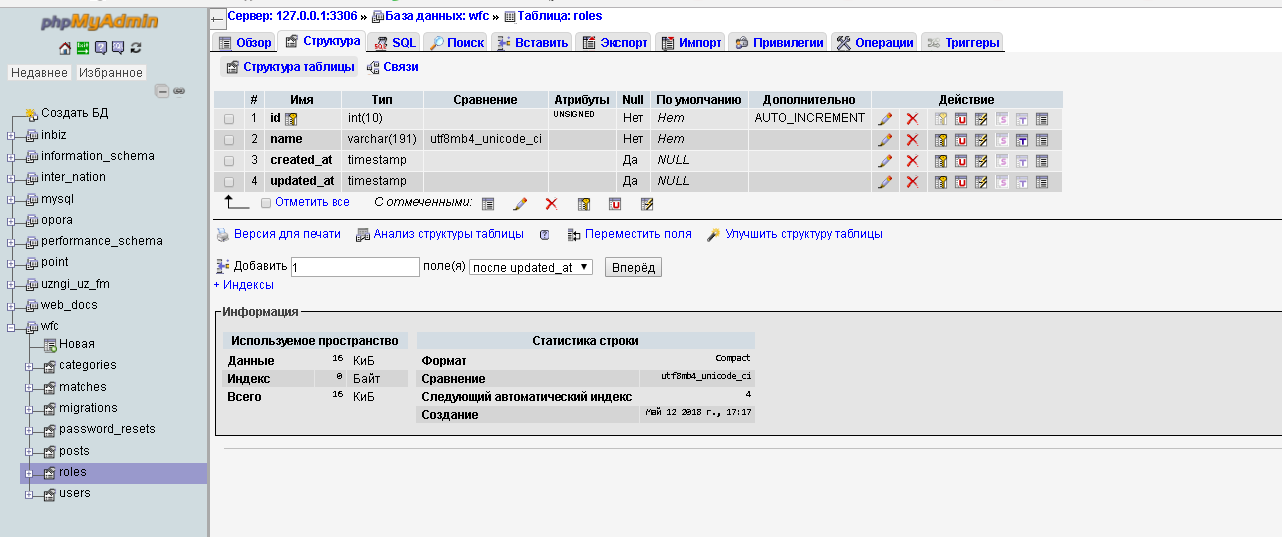 phpMyAdmin
Недавнее Избранное
Создать БД
inbiz
information_schema
inter_nation
mysql
opora
performance_schema
point
uzngi_uz_fm
web_docs
wfc
Новая
categories
matches
migrations
password_resets
posts
roles
users
Сервер: 127.0.0.1:3306 » База данных: wfc » Таблица: roles
Обзор Структура SQL Поиск Вставить Экспорт Импорт Привилегии Операции Триггеры
Структура таблицы Связи
# Имя Тип Сравнение Атрибуты Null По умолчанию Дополнительно Действие
1 id int(10) UNSIGNED Нет Нет AUTO_INCREMENT
2 name varchar(191) utf8mb4_unicode_ci Нет Нет
3 created_at timestamp Да NULL
4 updated_at timestamp Да NULL
Отметить все С отмеченными:
Версия для печати Анализ структуры таблицы Переместить поля Улучшить структуру таблицы
Добавить 1 поле(я) после updated_at Вперёд
+ Индексы
Информация
Используемое пространство
Данные 16 КиБ
Индекс 0 Байт
Всего 16 КиБ
Статистика строки
Формат Compact
Сравнение utf8mb4_unicode_ci
Следующий автоматический индекс 4
Создание Май 12 2018 г., 17:17